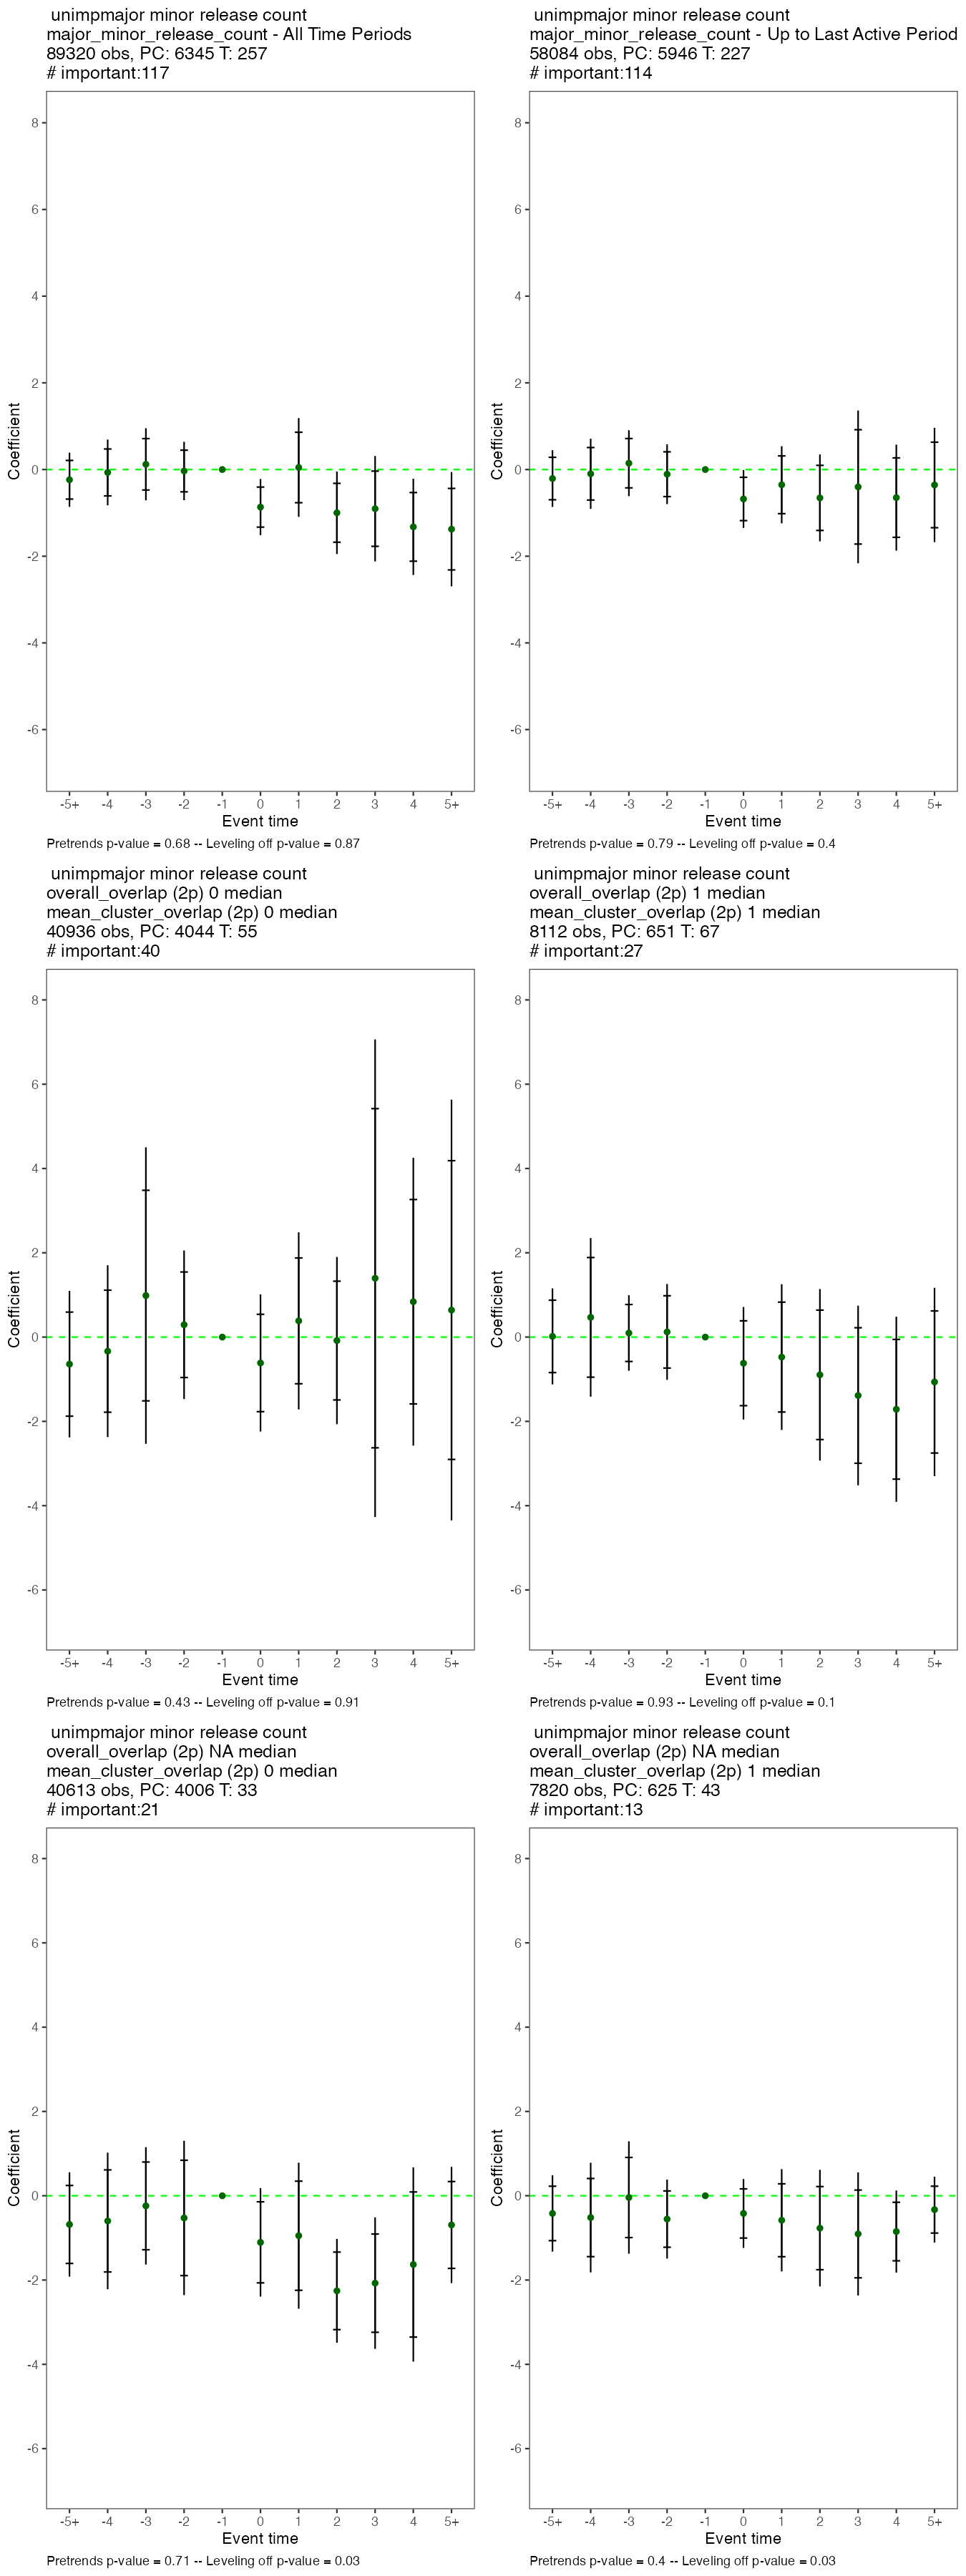 unimpmajor minor release count
major_minor_release_count - All Time Periods
89320 obs, PC: 6345 T: 257
# important:117
8
6
4
2
0
-2
-4
-6
Coefficient
-5+ -4 -3 -2 -1 0 1 2 3 4 5+
Event time
Pretrends p-value = 0.68 -- Leveling off p-value = 0.87
unimpmajor minor release count
major_minor_release_count - Up to Last Active Period
58084 obs, PC: 5946 T: 227
# important:114
8
6
4
2
0
-2
-4
-6
Coefficient
-5+ -4 -3 -2 -1 0 1 2 3 4 5+
Event time
Pretrends p-value = 0.79 -- Leveling off p-value = 0.4
unimpmajor minor release count
overall_overlap (2p) 0 median
mean_cluster_overlap (2p) 0 median
40936 obs, PC: 4044 T: 55
# important:40
8
6
4
2
0
-2
-4
-6
Coefficient
-5+ -4 -3 -2 -1 0 1 2 3 4 5+
Event time
Pretrends p-value = 0.43 -- Leveling off p-value = 0.91
unimpmajor minor release count
overall_overlap (2p) 1 median
mean_cluster_overlap (2p) 1 median
8112 obs, PC: 651 T: 67
# important:27
8
6
4
2
0
-2
-4
-6
Coefficient
-5+ -4 -3 -2 -1 0 1 2 3 4 5+
Event time
Pretrends p-value = 0.93 -- Leveling off p-value = 0.1
unimpmajor minor release count
overall_overlap (2p) NA median
mean_cluster_overlap (2p) 0 median
40613 obs, PC: 4006 T: 33
# important:21
8
6
4
2
0
-2
-4
-6
Coefficient
-5+ -4 -3 -2 -1 0 1 2 3 4 5+
Event time
Pretrends p-value = 0.71 -- Leveling off p-value = 0.03
unimpmajor minor release count
overall_overlap (2p) NA median
mean_cluster_overlap (2p) 1 median
7820 obs, PC: 625 T: 43
# important:13
8
6
4
2
0
-2
-4
-6
Coefficient
-5+ -4 -3 -2 -1 0 1 2 3 4 5+
Event time
Pretrends p-value = 0.4 -- Leveling off p-value = 0.03